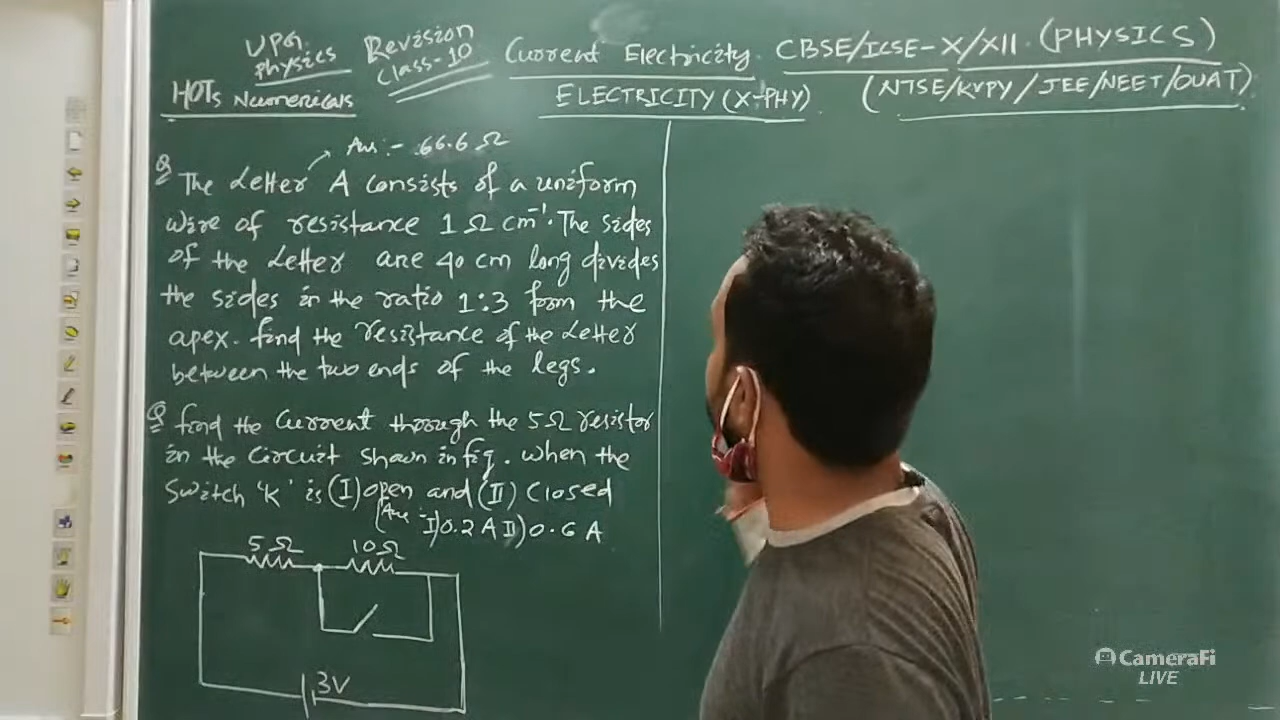 UPG Physics
Revision Class-10
Current Electricity
CBSE/ICSE-X/XII (PHYSICS)
HOTs Numericals
ELECTRICITY (X-PHY)
(NTSE/KVPY/JEE/NEET/OUAT)
Ans:- 66.6 Ω
Q The Letter A consists of a uniform
wire of resistance 1 Ω cm⁻¹. The sides
of the Letter are 40 cm long divides
the sides in the ratio 1:3 from the
apex. find the resistance of the Letter
between the two ends of the legs.
Q find the Current through the 5Ω resistor
in the Circuit shown in fig. when the
Switch 'K' is (I) open and (II) Closed
(Ans:- I) 0.2 A II) 0.6 A
5 Ω
10 Ω
3V
CameraFi
LIVE